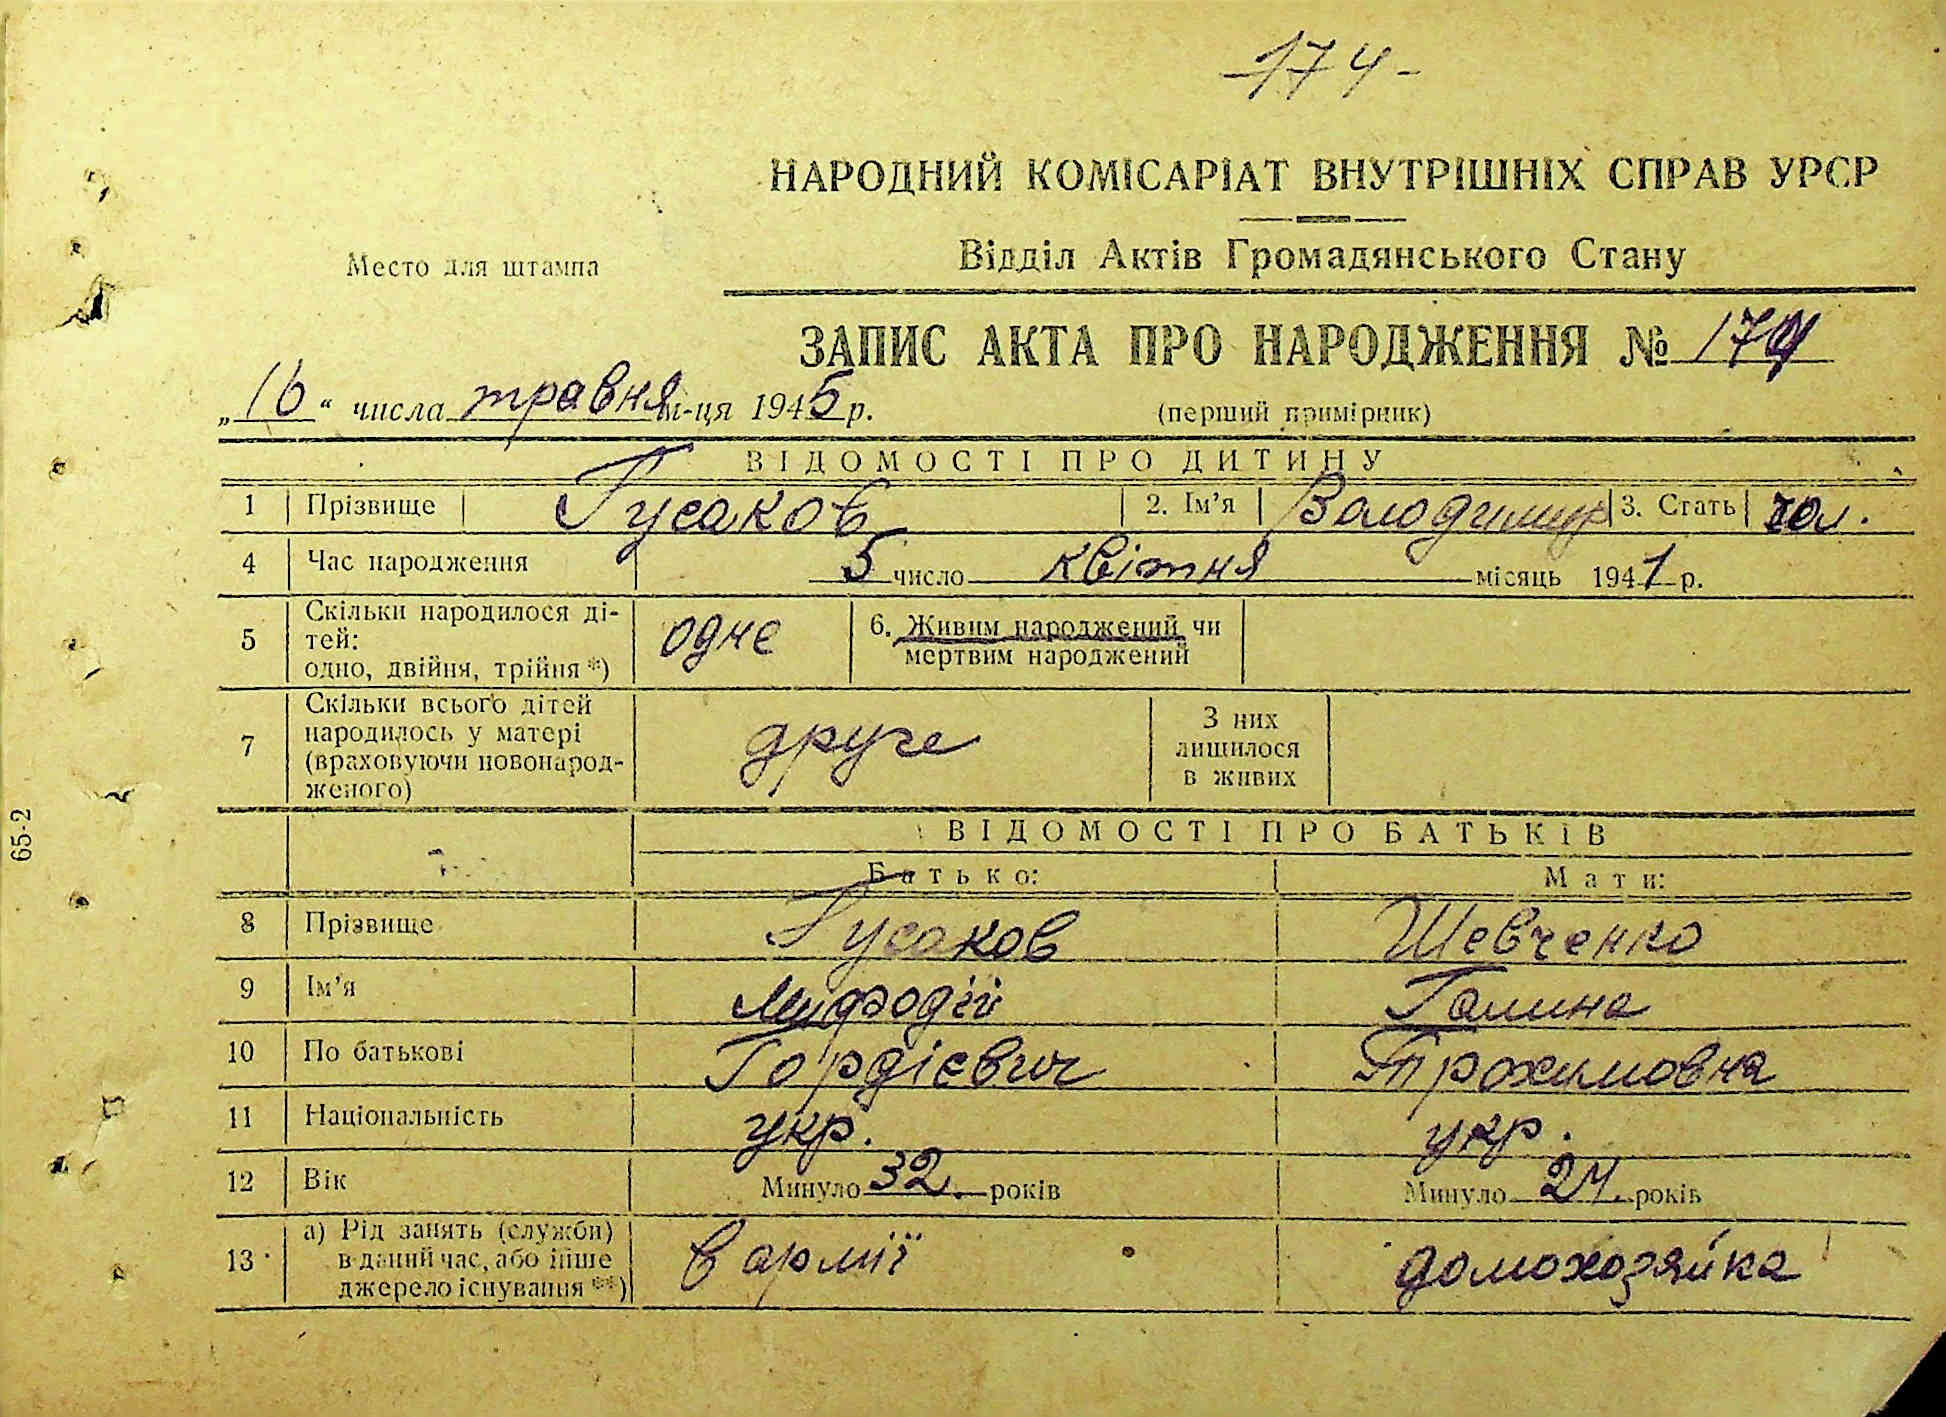 -174-
НАРОДНИЙ КОМІСАРІАТ ВНУТРІШНІХ СПРАВ УРСР
Відділ Актів Громадянського Стану
Место для штампа
ЗАПИС АКТА ПРО НАРОДЖЕННЯ № 174
„16“ числа травня м-ця 1945 р.
(перший примірник)
ВІДОМОСТІ ПРО ДИТИНУ
1 Прізвище Гусаков 2. Ім’я Володимир 3. Стать чол.
4 Час народження 5 число квітня місяць 1941 р.
5 Скільки народилося ді-
тей:
одно, двійня, трійня *) одне 6. Живим народжений чи
мертвим народжений
7 Скільки всього дітей
народилось у матері
(враховуючи новонарод-
женого) друге З них
лишилося
в живих
65-2
ВІДОМОСТІ ПРО БАТЬКІВ
Батько: Мати:
8 Прізвище Гусаков Шевченко
9 Ім’я Мифодій Галина
10 По батькові Гордієвич Трохимовна
11 Національність укр. укр.
12 Вік Минуло 32 років Минуло 24 років
13 а) Рід занять (служби)
в даний час, або інше
джерело існування **) в армії домохозяйка